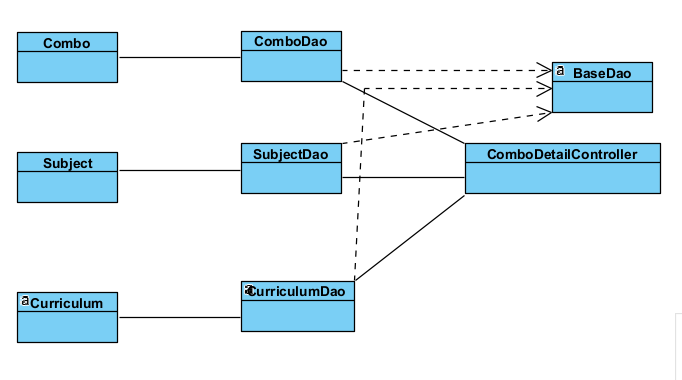 Combo
ComboDao
a BaseDao
Subject
SubjectDao
ComboDetailController
a Curriculum
a CurriculumDao